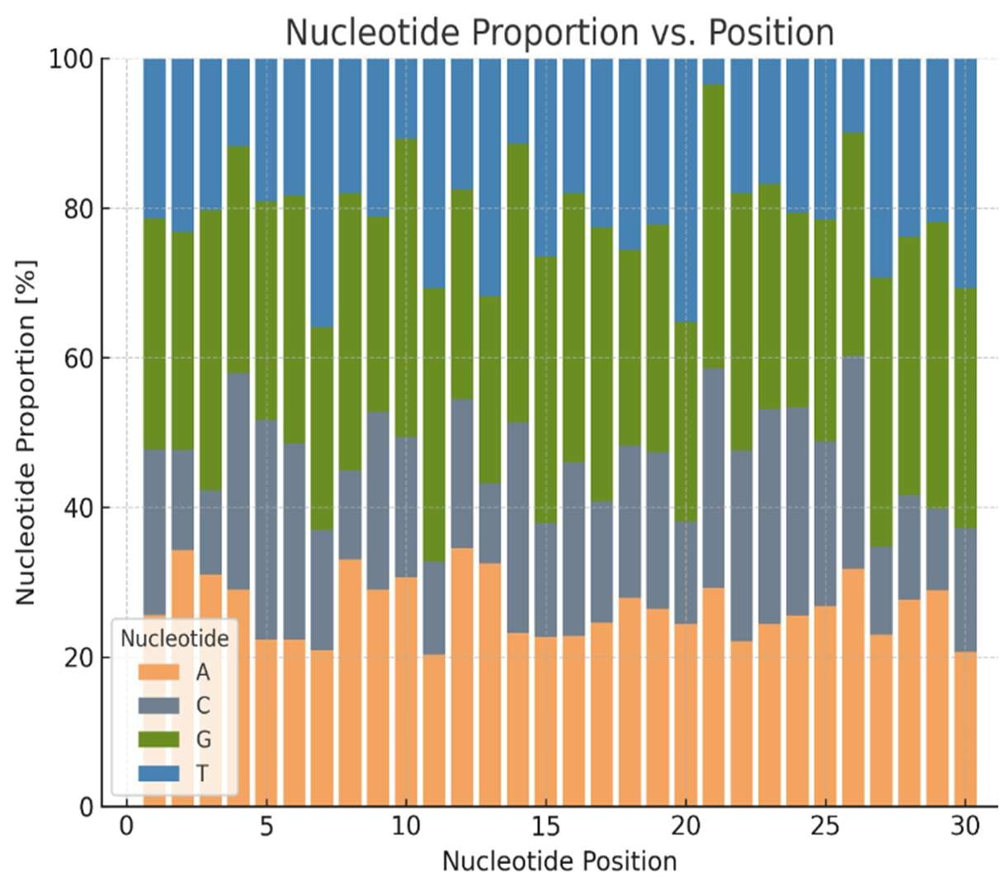 Nucleotide Proportion vs. Position
100
80
60
40
20
0
Nucleotide Proportion [%]
Nucleotide
A
C
G
T
0 5 10 15 20 25 30
Nucleotide Position